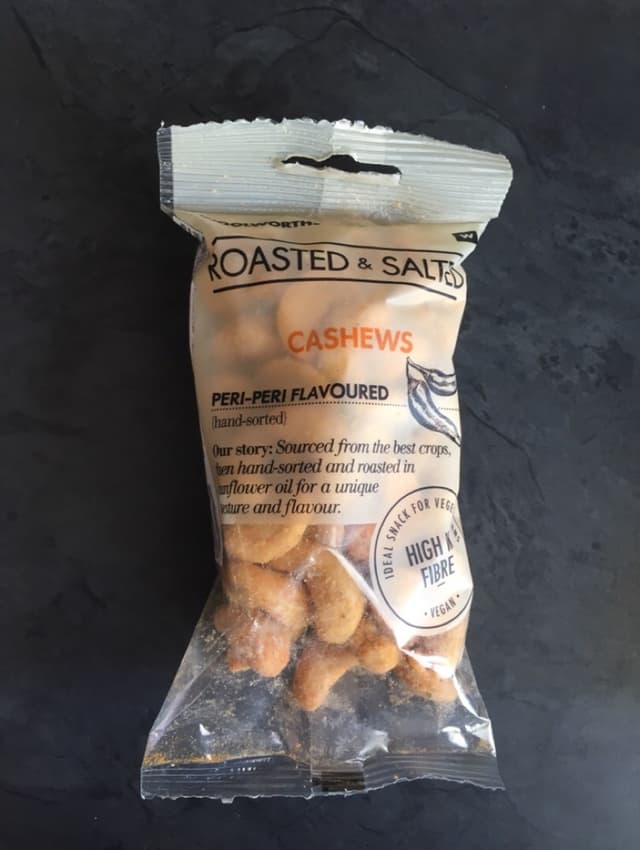 ROASTED & SALTED
CASHEWS
PERI-PERI FLAVOURED
(hand-sorted)
Our story: Sourced from the best crops,
hand-sorted and roasted in
oil for a unique
and flavour.
W
IDEAL SNACK FOR
HIGH
FIBRE
• VEGAN •